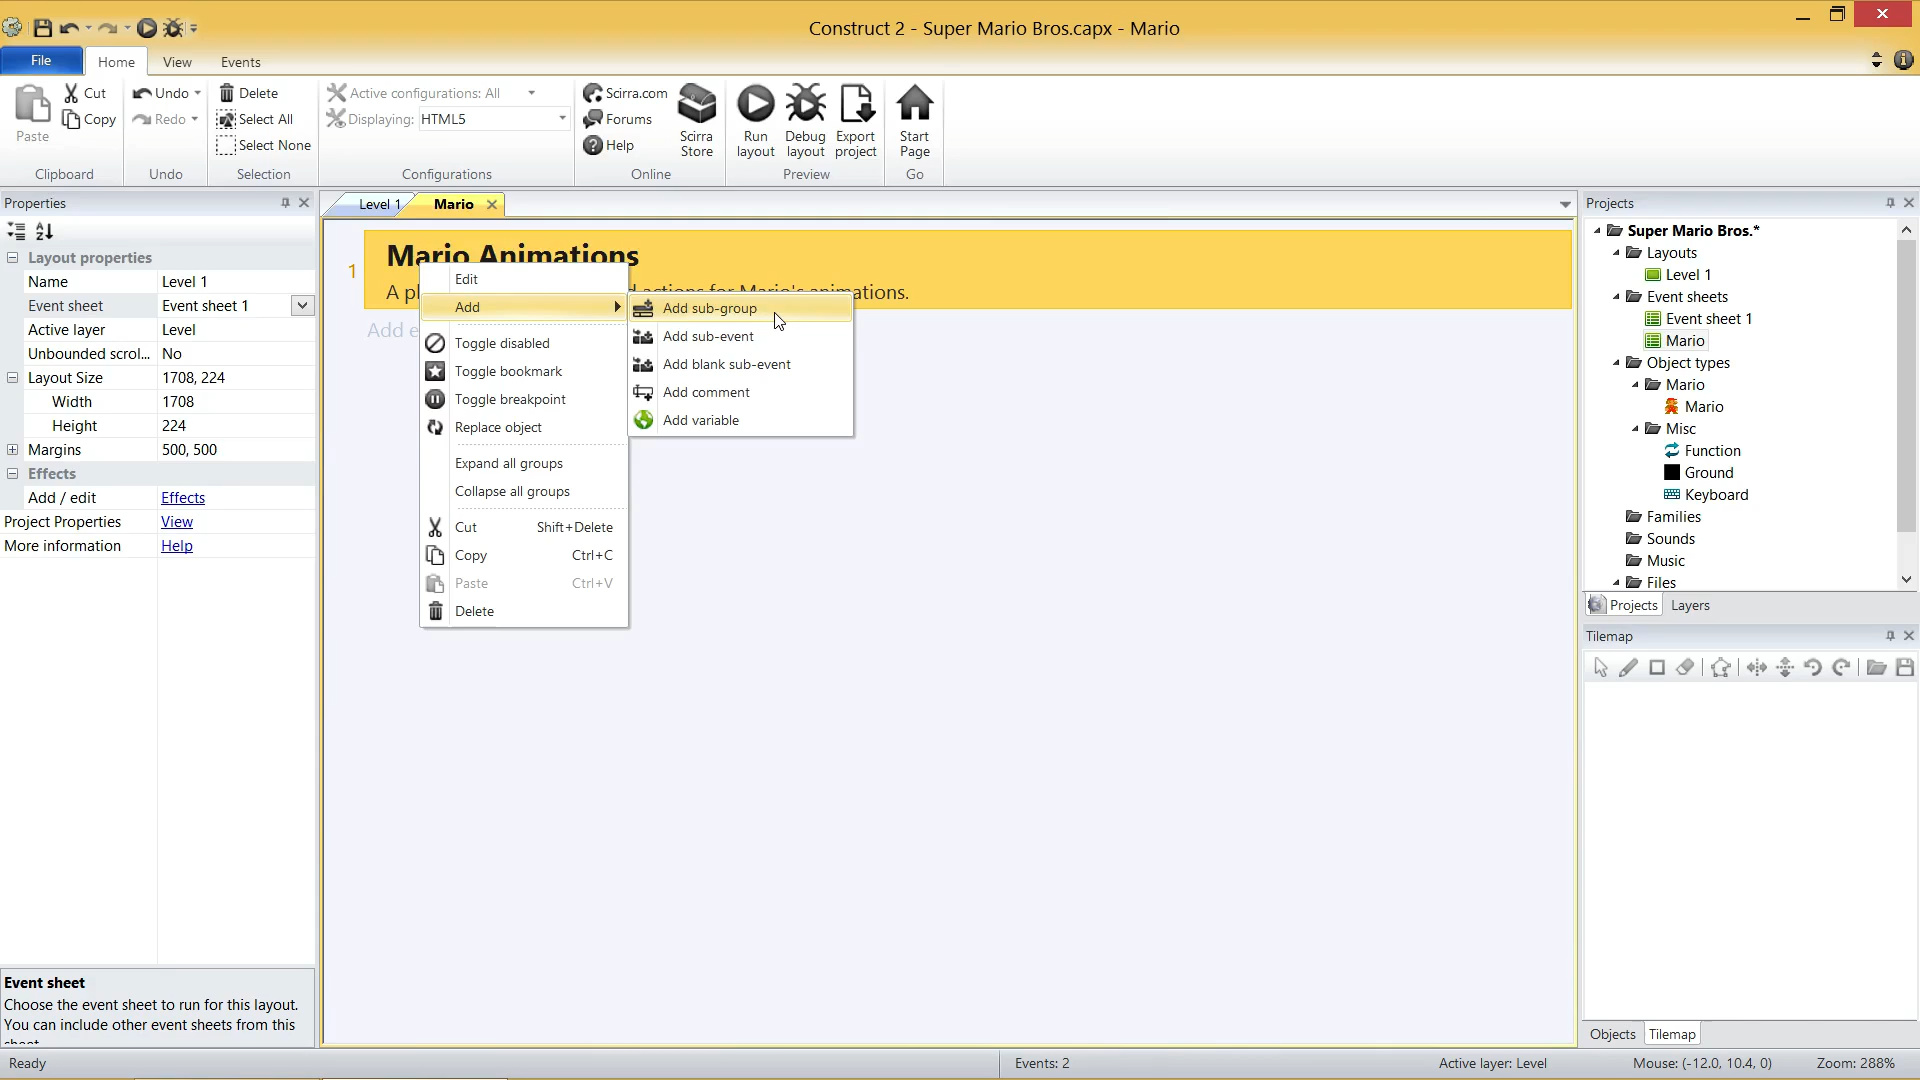 Construct 2 - Super Mario Bros.capx - Mario
File
Home
View
Events
Paste
Cut
Copy
Clipboard
Undo
Redo
Undo
Delete
Select All
Select None
Selection
Active configurations: All
Displaying: HTML5
Configurations
Scirra.com
Forums
Help
Scirra
Store
Online
Run
layout
Debug
layout
Export
project
Preview
Start
Page
Go
Properties
Layout properties
Name Level 1
Event sheet Event sheet 1
Active layer Level
Unbounded scrol... No
Layout Size 1708, 224
Width 1708
Height 224
Margins 500, 500
Effects
Add / edit Effects
Project Properties View
More information Help
Event sheet
Choose the event sheet to run for this layout.
You can include other event sheets from this
Level 1
Mario
1
Mario Animations
A pl
d actions for Mario's animations.
Add e
Edit
Add
Toggle disabled
Toggle bookmark
Toggle breakpoint
Replace object
Expand all groups
Collapse all groups
Cut Shift+Delete
Copy Ctrl+C
Paste Ctrl+V
Delete
Add sub-group
Add sub-event
Add blank sub-event
Add comment
Add variable
Projects
Super Mario Bros.*
Layouts
Level 1
Event sheets
Event sheet 1
Mario
Object types
Mario
Mario
Misc
Function
Ground
Keyboard
Families
Sounds
Music
Files
Projects
Layers
Tilemap
Objects
Tilemap
Ready
Events: 2
Active layer: Level
Mouse: (-12.0, 10.4, 0)
Zoom: 288%